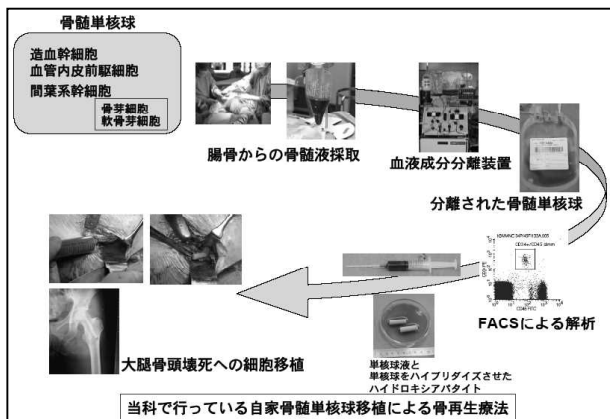 骨髄単核球
造血幹細胞
血管内皮前駆細胞
間葉系幹細胞
骨芽細胞
軟骨芽細胞
腸骨からの骨髄液採取
血液成分分離装置
分離された骨髄単核球
FACSによる解析
単核球液と
単核球をハイブリダイズさせた
ハイドロキシアパタイト
大腿骨頭壊死への細胞移植
当科で行っている自家骨髄単核球移植による骨再生療法